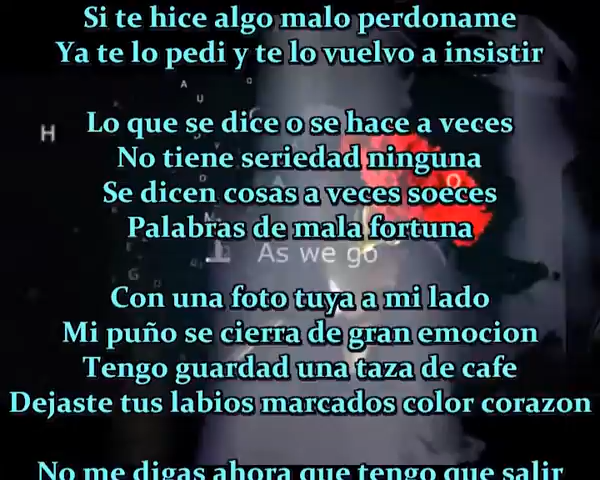 Si te hice algo malo perdoname
Ya te lo pedi y te lo vuelvo a insistir
Lo que se dice o se hace a veces
No tiene seriedad ninguna
Se dicen cosas a veces soeces
Palabras de mala fortuna
As we go
Con una foto tuya a mi lado
Mi puño se cierra de gran emocion
Tengo guardad una taza de cafe
Dejaste tus labios marcados color corazon
No me digas ahora que tengo que salir